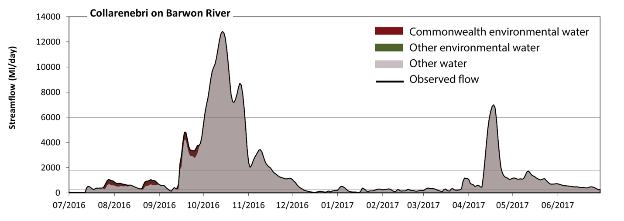 Collarenebri on Barwon River
Streamflow (Ml/day)
14000
12000
10000
8000
6000
4000
2000
0
Commonwealth environmental water
Other environmental water
Other water
Observed flow
07/2016 08/2016 09/2016 10/2016 11/2016 12/2016 01/2017 02/2017 03/2017 04/2017 05/2017 06/2017